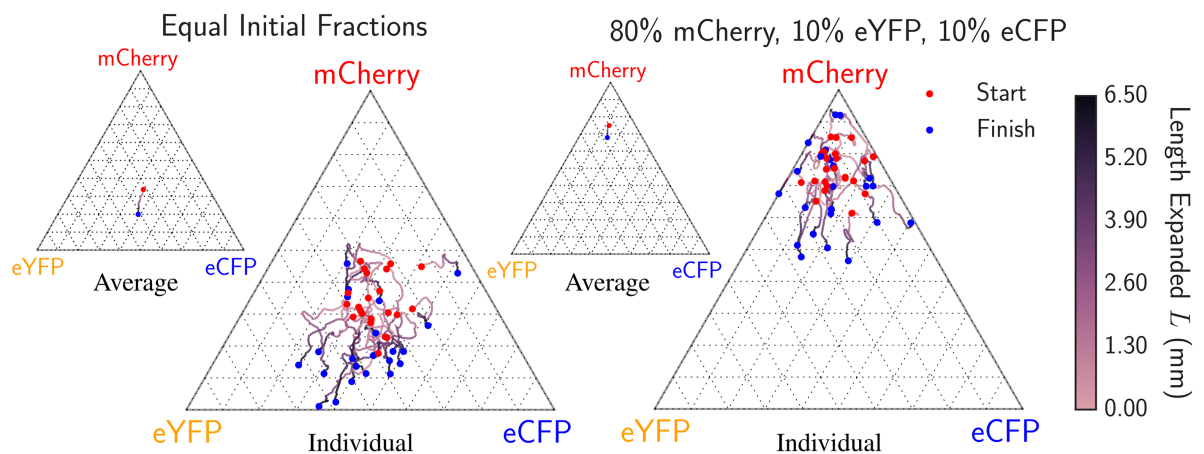 Equal Initial Fractions
mCherry
eYFP
eCFP
Average
mCherry
eYFP
eCFP
Individual
80% mCherry, 10% eYFP, 10% eCFP
mCherry
eYFP
eCFP
Average
mCherry
eYFP
eCFP
Individual
Start
Finish
6.50
5.20
3.90
2.60
1.30
0.00
Length Expanded L (mm)